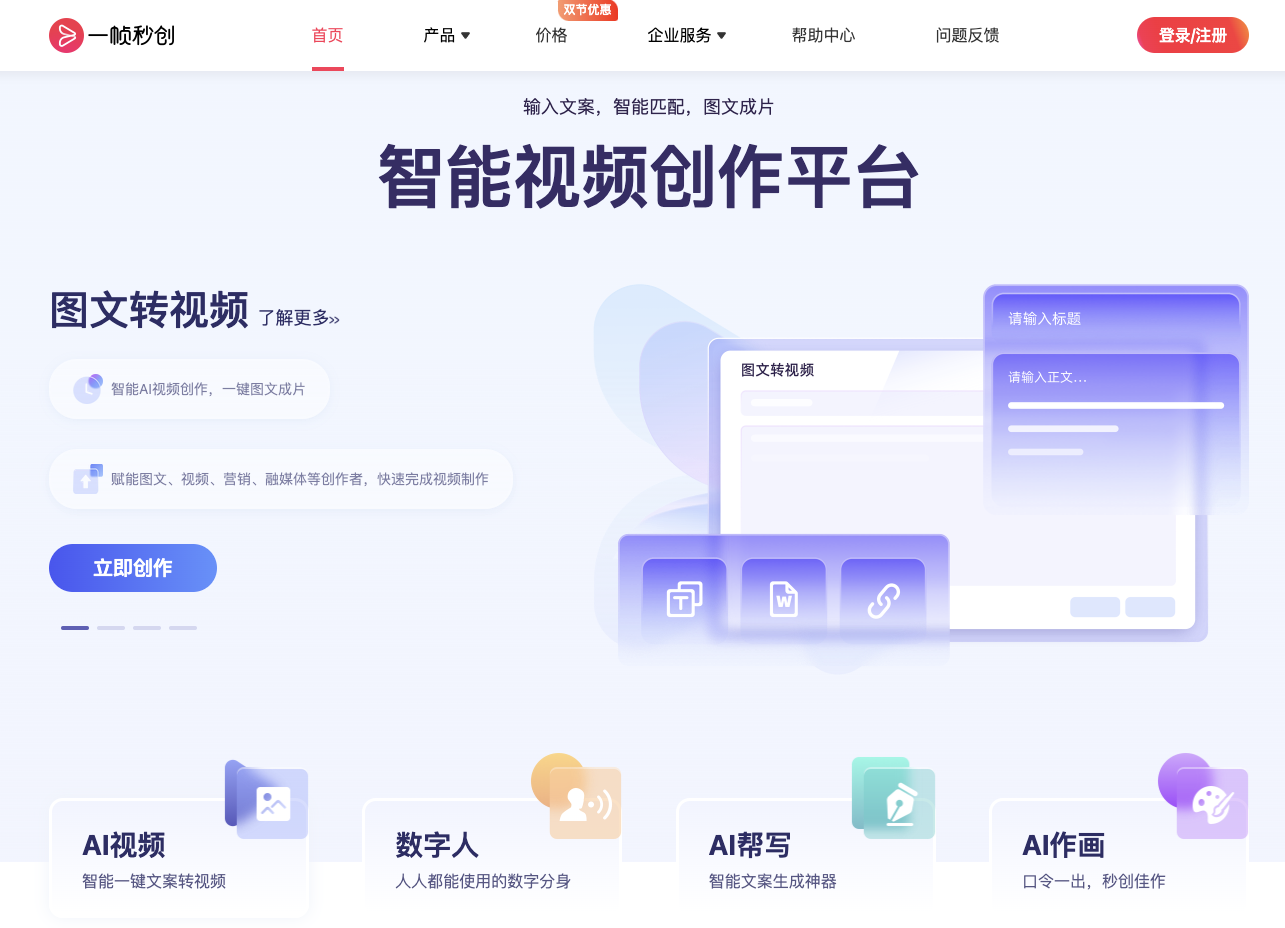 一帧秒创
首页
产品
价格
双节优惠
企业服务
帮助中心
问题反馈
登录/注册
输入文案，智能匹配，图文成片
智能视频创作平台
图文转视频 了解更多»
智能AI视频创作，一键图文成片
赋能图文、视频、营销、融媒体等创作者，快速完成视频制作
立即创作
图文转视频
请输入标题
请输入正文...
T
W
AI视频
智能一键文案转视频
数字人
人人都能使用的数字分身
AI帮写
智能文案生成神器
AI作画
口令一出，秒创佳作